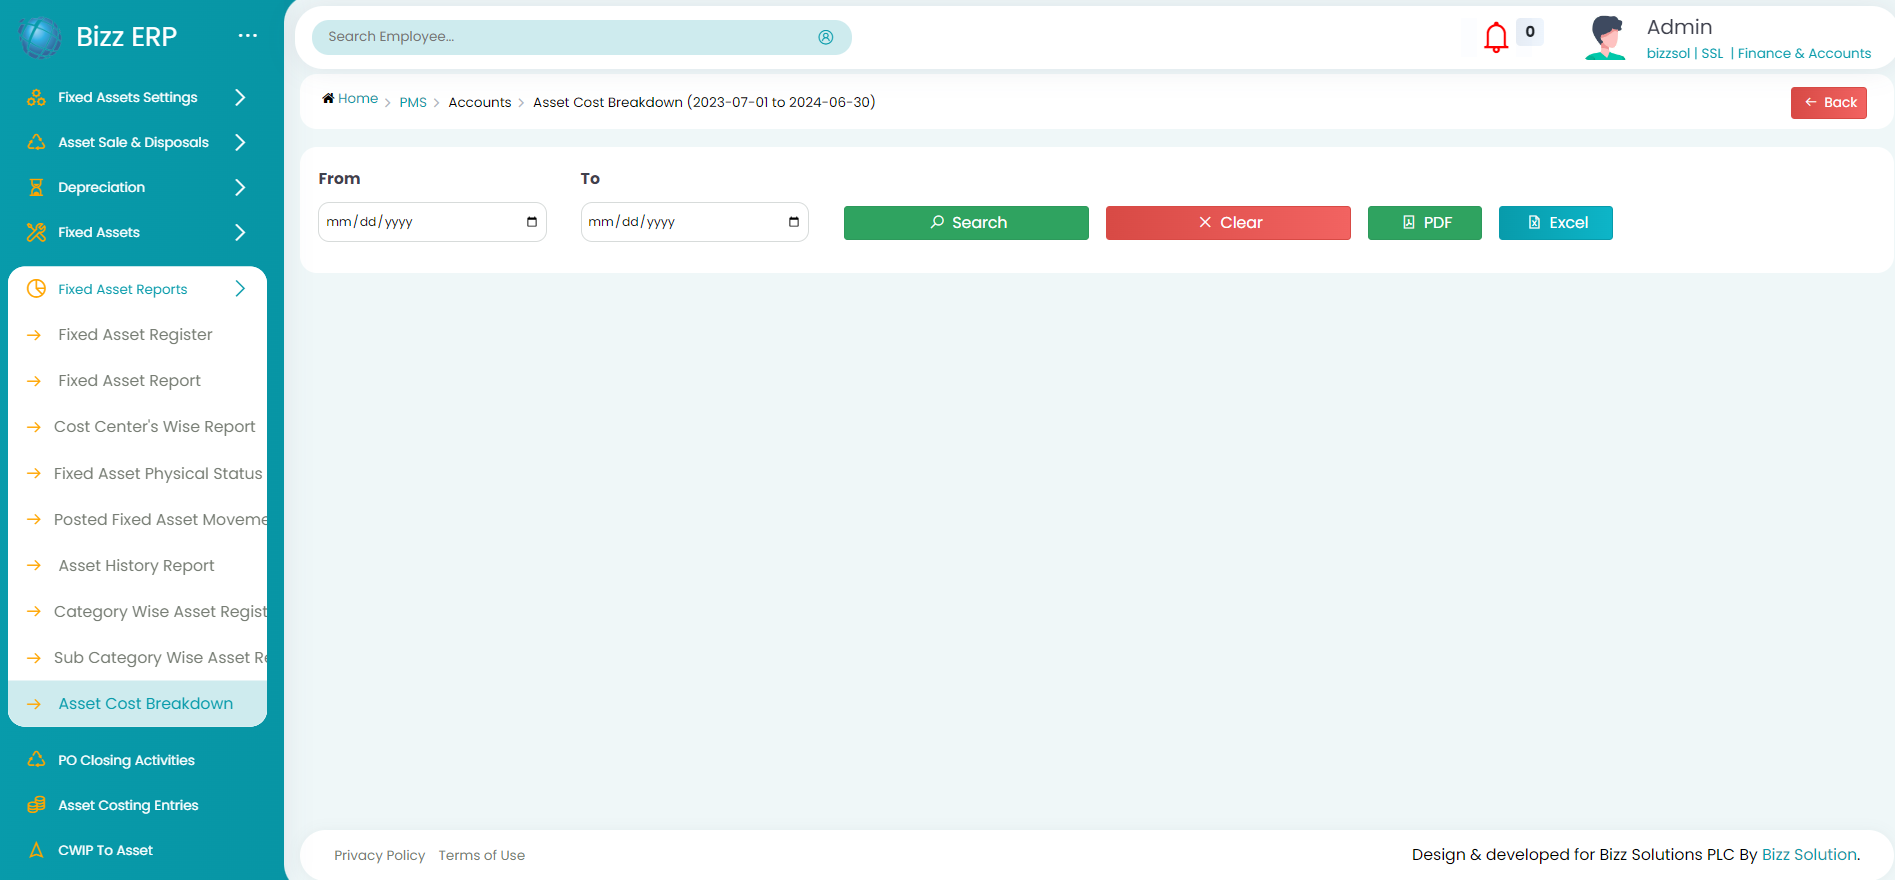 Bizz ERP
Fixed Assets Settings
Asset Sale & Disposals
Depreciation
Fixed Assets
Fixed Asset Reports
Fixed Asset Register
Fixed Asset Report
Cost Center's Wise Report
Fixed Asset Physical Status
Posted Fixed Asset Moveme
Asset History Report
Category Wise Asset Regist
Sub Category Wise Asset Re
Asset Cost Breakdown
PO Closing Activities
Asset Costing Entries
CWIP To Asset
Search Employee...
0
Admin
bizzsol | SSL | Finance & Accounts
Home > PMS > Accounts > Asset Cost Breakdown (2023-07-01 to 2024-06-30)
Back
From To
mm/dd/yyyy mm/dd/yyyy Search Clear PDF Excel
Privacy Policy Terms of Use
Design & developed for Bizz Solutions PLC By Bizz Solution.